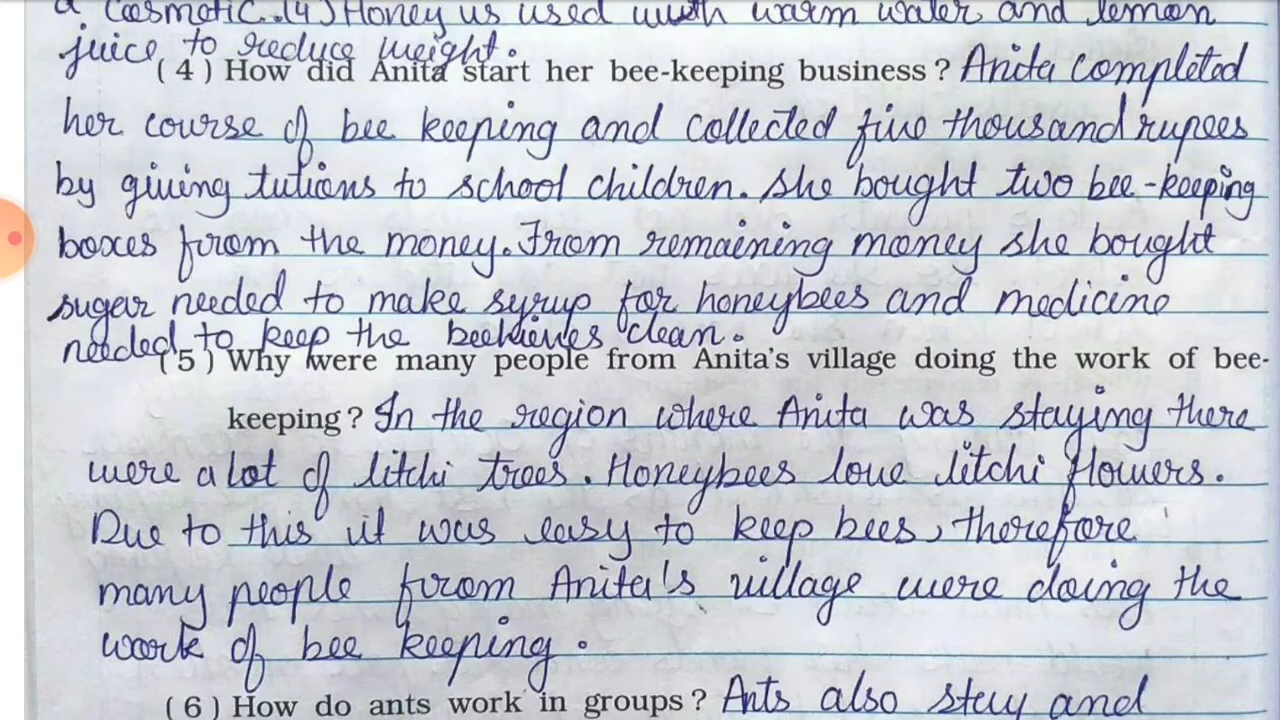 Cosmetic.(4) Honey us used with warm water and lemon
juice to reduce weight.
(4) How did Anita start her bee-keeping business? Anita completed
her course of bee keeping and collected five thousand rupees
by giving tutions to school children. She bought two bee-keeping
boxes from the money. From remaining money she bought
sugar needed to make syrup for honeybees and medicine
needed to keep the beehieves clean.
(5) Why were many people from Anita's village doing the work of bee-
keeping? In the region where Anita was staying there
were a lot of litchi trees. Honeybees love litchi flowers.
Due to this it was easy to keep bees, therefore
many people from Anita's village were doing the
work of bee keeping.
(6) How do ants work in groups? Ants also stay and